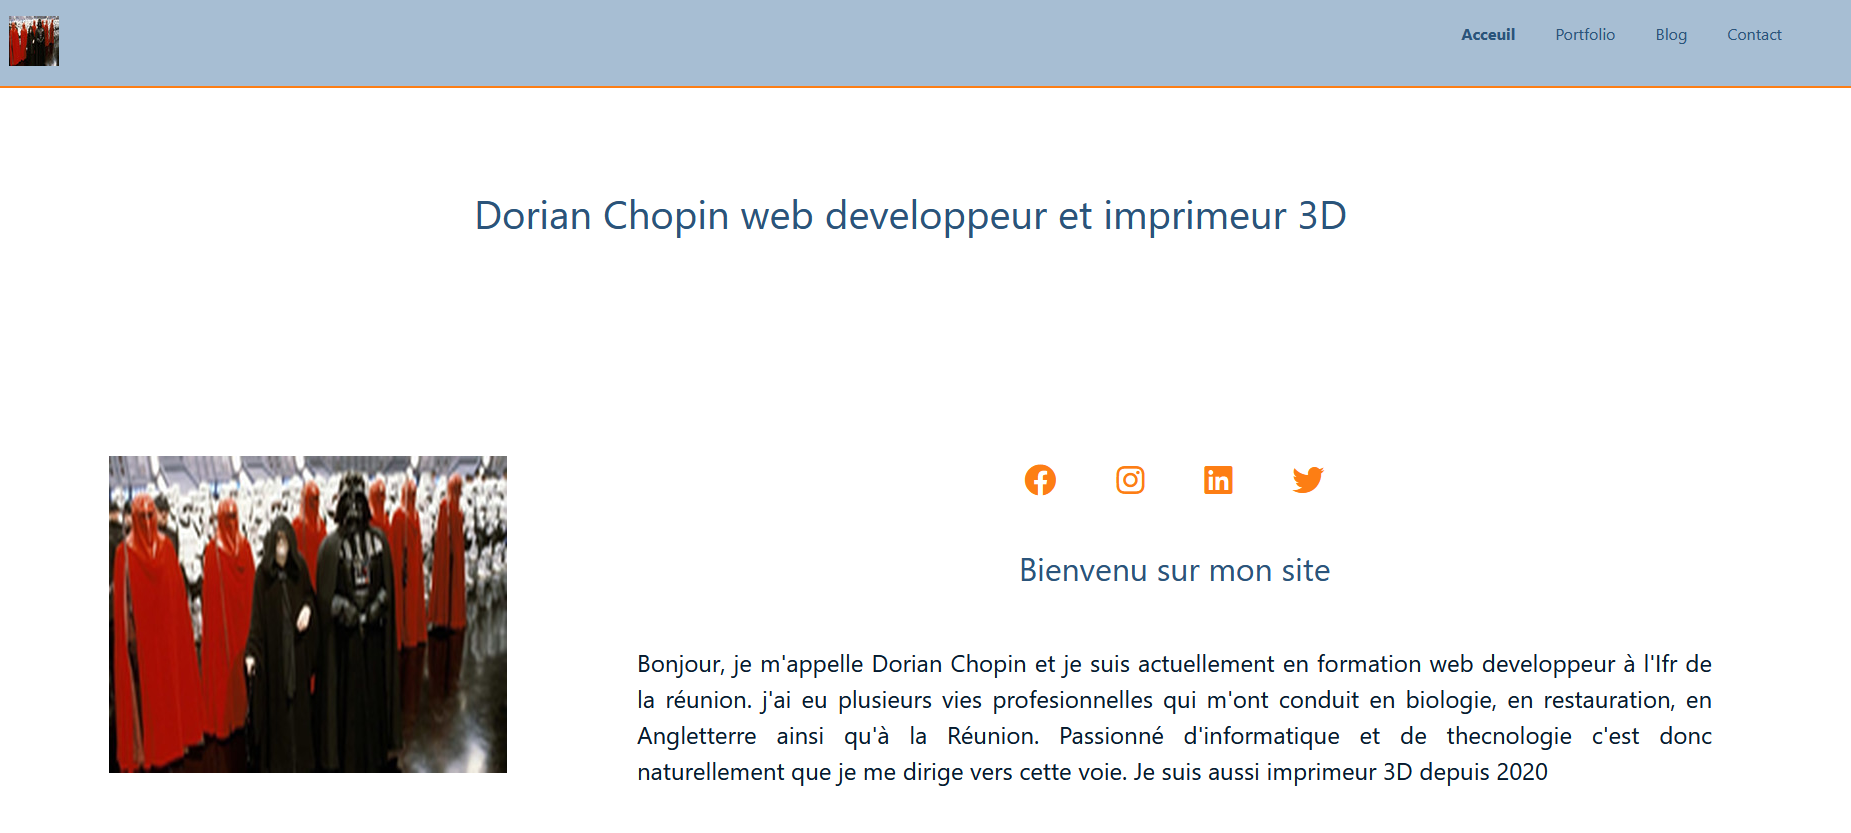 Acceuil Portfolio Blog Contact
Dorian Chopin web developpeur et imprimeur 3D
Bienvenu sur mon site
Bonjour, je m'appelle Dorian Chopin et je suis actuellement en formation web developpeur à l'Ifr de
la réunion. j'ai eu plusieurs vies profesionnelles qui m'ont conduit en biologie, en restauration, en
Angletterre ainsi qu'à la Réunion. Passionné d'informatique et de thecnologie c'est donc
naturellement que je me dirige vers cette voie. Je suis aussi imprimeur 3D depuis 2020